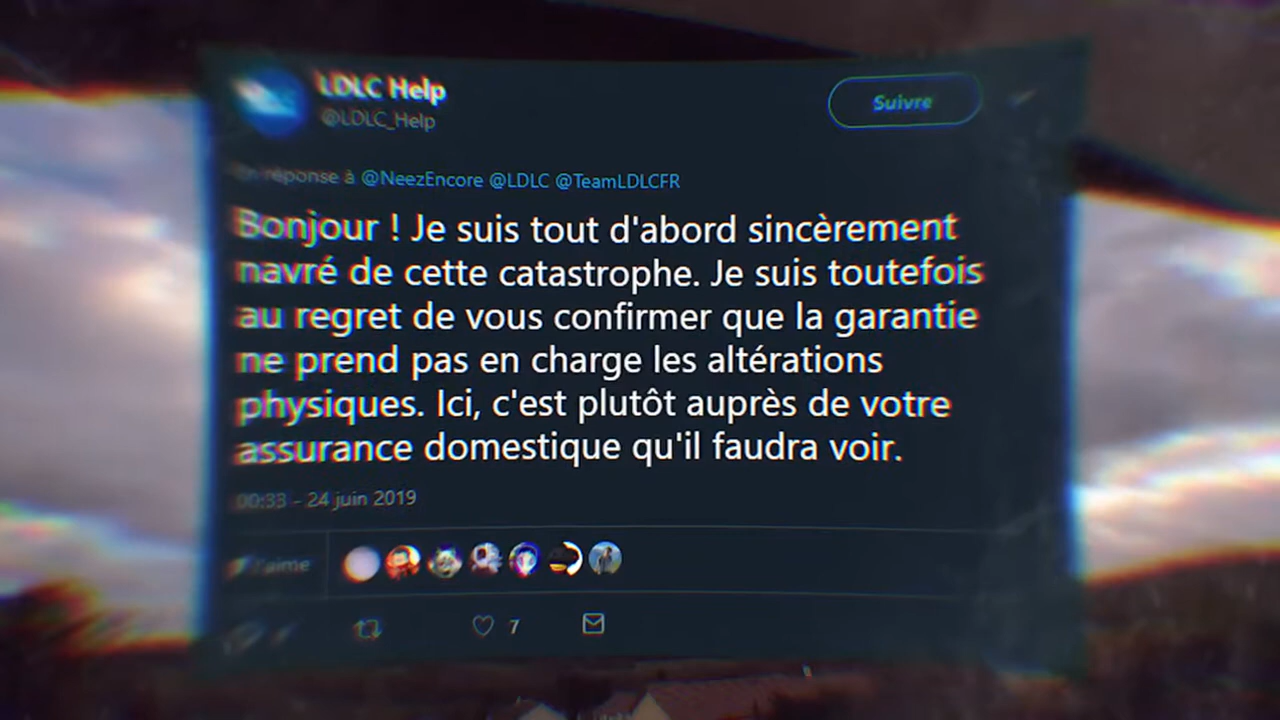 LDLC Help
@LDLC_Help
Suivre
En réponse à @NeezEncore @LDLC @TeamLDLCFR
Bonjour ! Je suis tout d'abord sincèrement
navré de cette catastrophe. Je suis toutefois
au regret de vous confirmer que la garantie
ne prend pas en charge les altérations
physiques. Ici, c'est plutôt auprès de votre
assurance domestique qu'il faudra voir.
00:33 - 24 juin 2019
J'aime
7